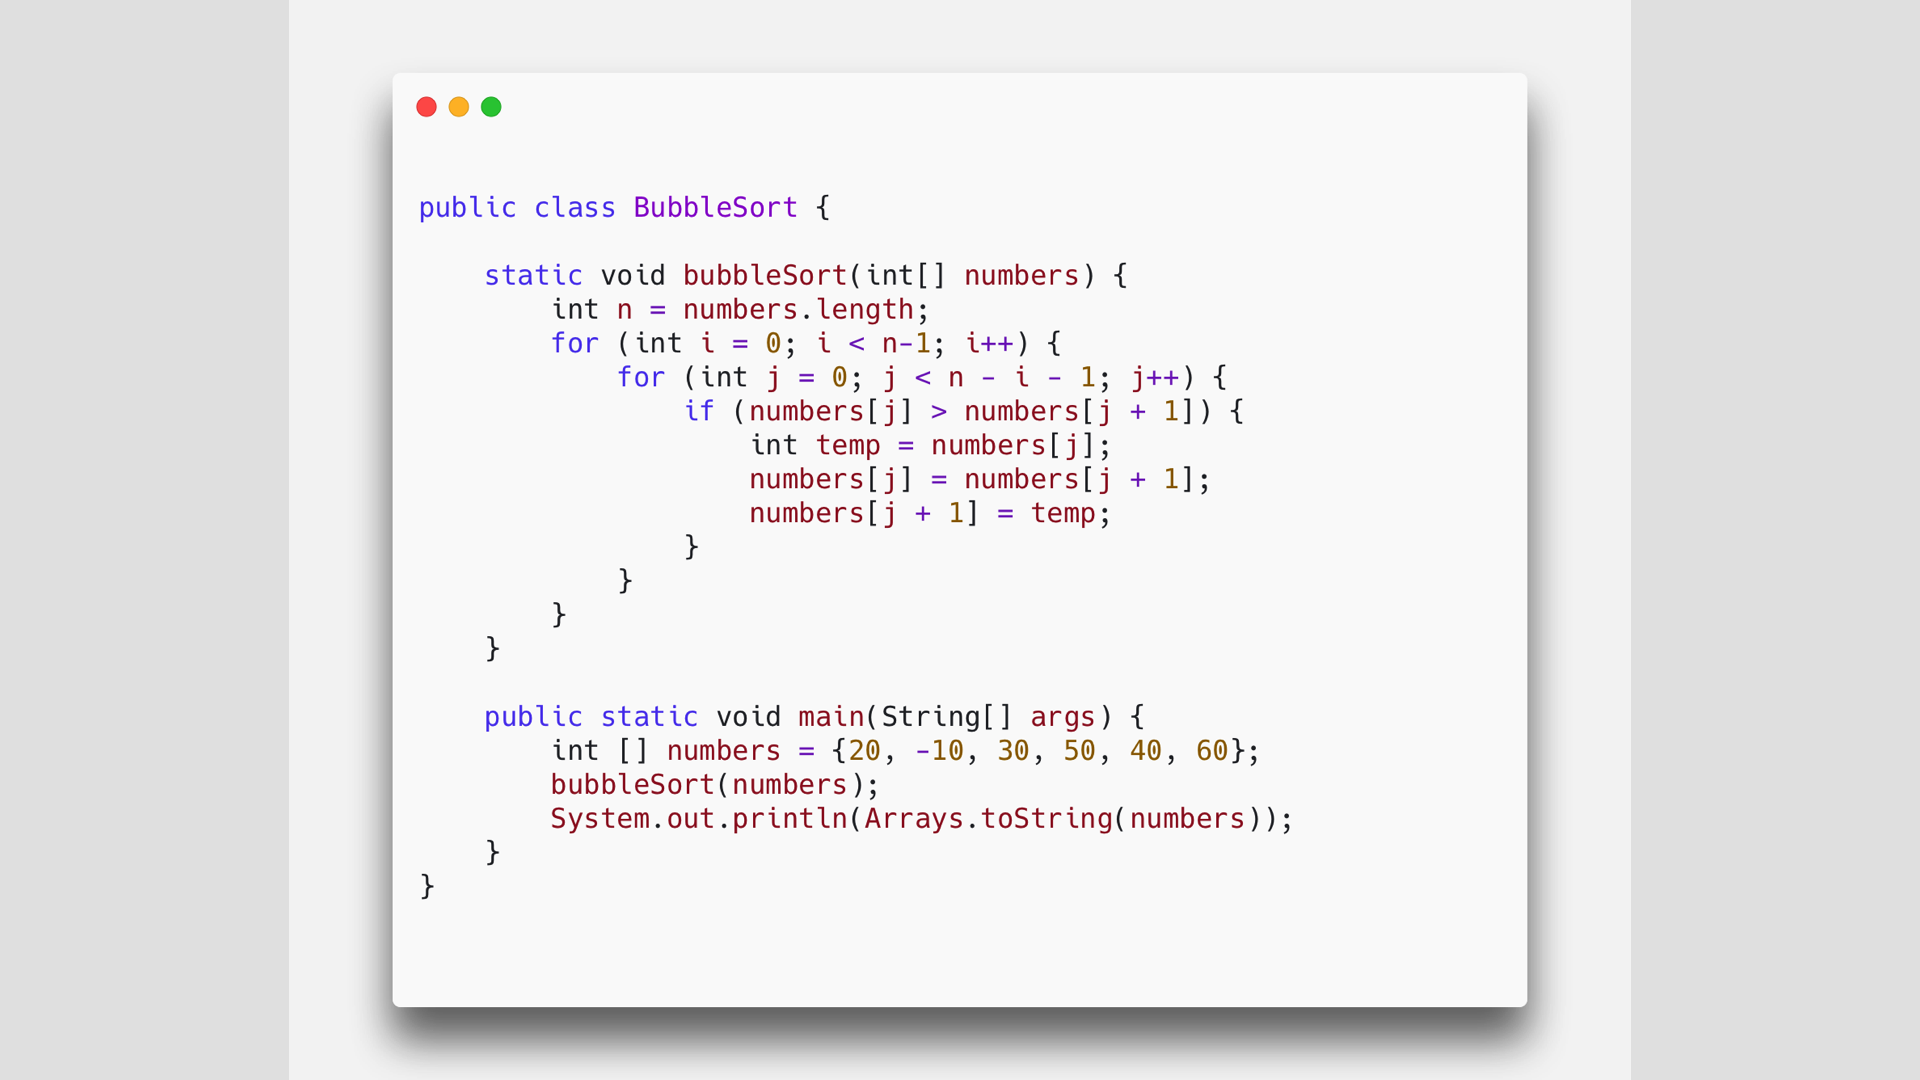 public class BubbleSort {
static void bubbleSort(int[] numbers) {
int n = numbers.length;
for (int i = 0; i < n-1; i++) {
for (int j = 0; j < n - i - 1; j++) {
if (numbers[j] > numbers[j + 1]) {
int temp = numbers[j];
numbers[j] = numbers[j + 1];
numbers[j + 1] = temp;
}
}
}
}
public static void main(String[] args) {
int [] numbers = {20, -10, 30, 50, 40, 60};
bubbleSort(numbers);
System.out.println(Arrays.toString(numbers));
}
}